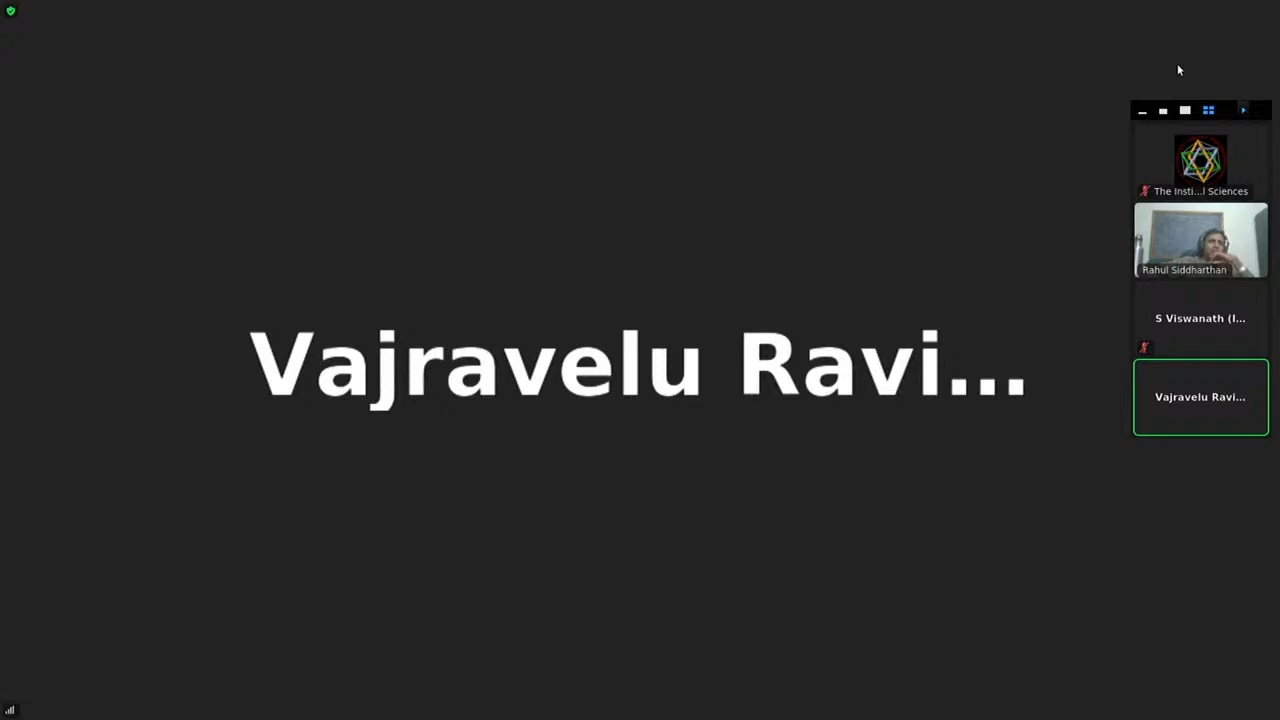 Vajravelu Ravi...
The Insti...l Sciences
Rahul Siddharthan
S Viswanath (I...
Vajravelu Ravi...